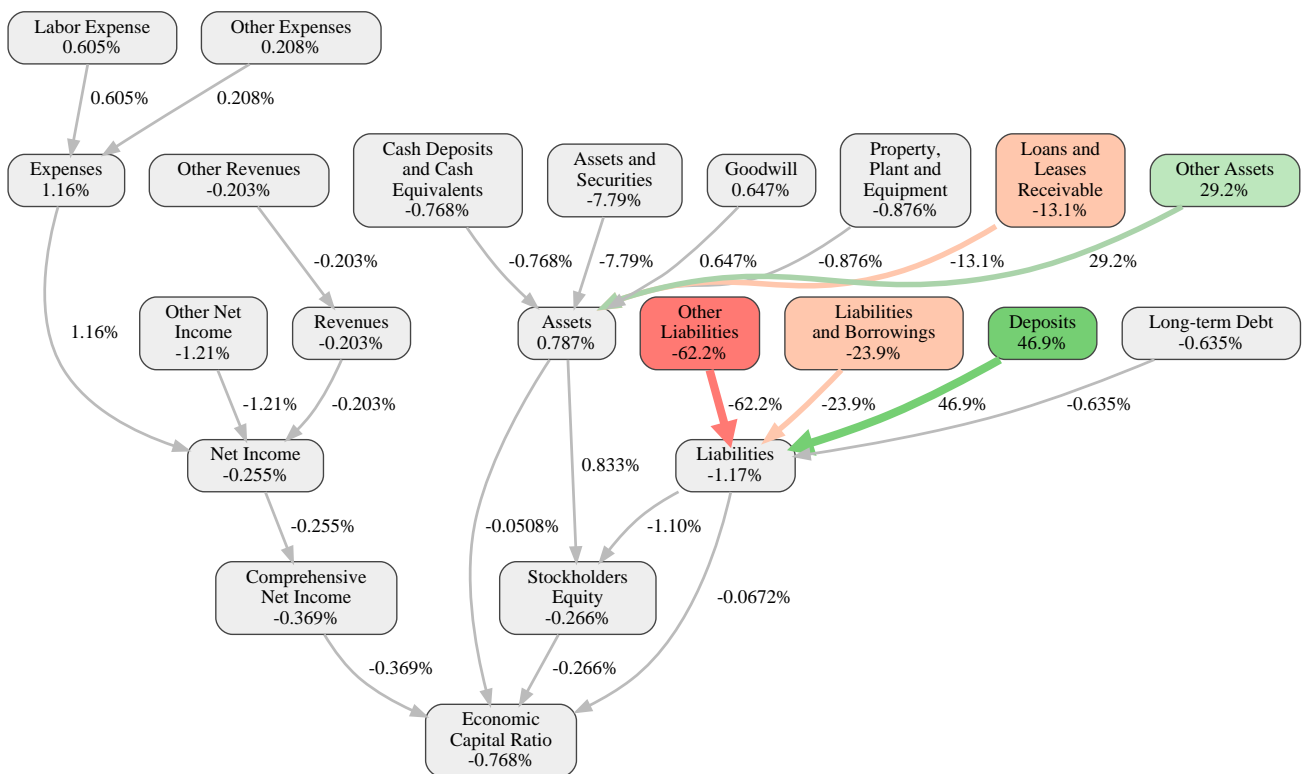 Labor Expense
0.605%
Other Expenses
0.208%
0.605%
0.208%
Expenses
1.16%
Other Revenues
-0.203%
Cash Deposits
and Cash
Equivalents
-0.768%
Assets and
Securities
-7.79%
Goodwill
0.647%
Property,
Plant and
Equipment
-0.876%
Loans and
Leases
Receivable
-13.1%
Other Assets
29.2%
-0.203%
-0.768%
-7.79%
0.647%
-0.876%
-13.1%
29.2%
1.16%
Other Net
Income
-1.21%
Revenues
-0.203%
Assets
0.787%
Other
Liabilities
-62.2%
Liabilities
and Borrowings
-23.9%
Deposits
46.9%
Long-term Debt
-0.635%
-1.21%
-0.203%
-62.2%
-23.9%
46.9%
-0.635%
Net Income
-0.255%
0.833%
Liabilities
-1.17%
-0.255%
-0.0508%
-1.10%
Comprehensive
Net Income
-0.369%
Stockholders
Equity
-0.266%
-0.0672%
-0.369%
-0.266%
Economic
Capital Ratio
-0.768%